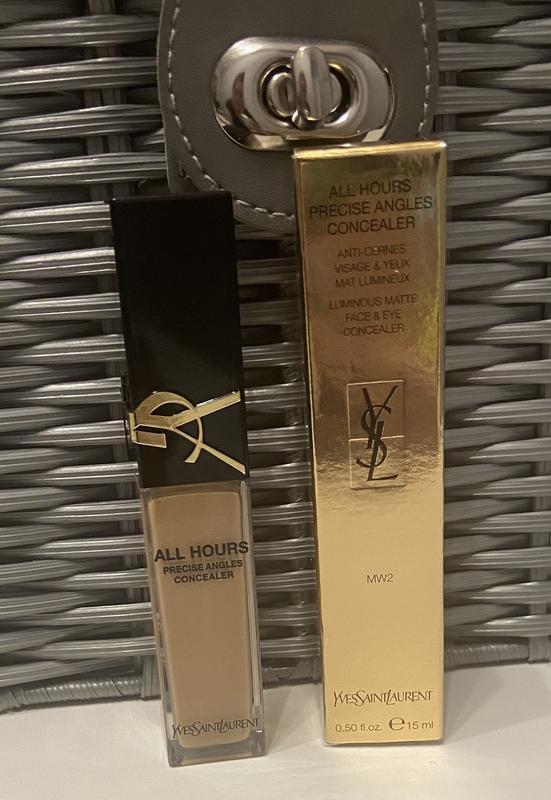 ALL HOURS
PRECISE ANGLES
CONCEALER
YVESSAINTLAURENT
ALL HOURS
PRECISE ANGLES
CONCEALER
ANTI-CERNES
VISAGE & YEUX
MAT LUMINEUX
LUMINOUS MATTE
FACE & EYE
CONCEALER
YSL
MW2
YVESSAINTLAURENT
0.50 fl.oz. ℮ 15 ml